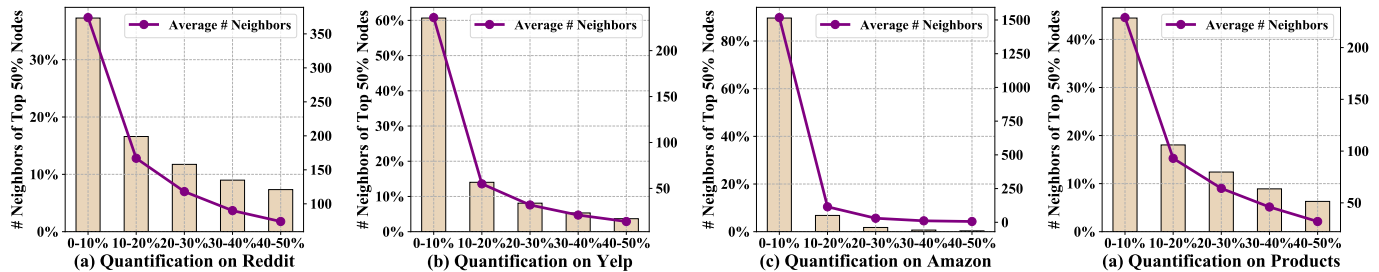 # Neighbors of Top 50% Nodes
30%
20%
10%
0%
Average # Neighbors
350
300
250
200
150
100
0-10% 10-20% 20-30% 30-40% 40-50%
(a) Quantification on Reddit
# Neighbors of Top 50% Nodes
60%
50%
40%
30%
20%
10%
0%
Average # Neighbors
200
150
100
50
0-10% 10-20% 20-30% 30-40% 40-50%
(b) Quantification on Yelp
# Neighbors of Top 50% Nodes
80%
60%
40%
20%
0%
Average # Neighbors
1500
1250
1000
750
500
250
0
0-10% 10-20% 20-30% 30-40% 40-50%
(c) Quantification on Amazon
# Neighbors of Top 50% Nodes
40%
30%
20%
10%
0%
Average # Neighbors
200
150
100
50
0-10% 10-20% 20-30% 30-40% 40-50%
(a) Quantification on Products